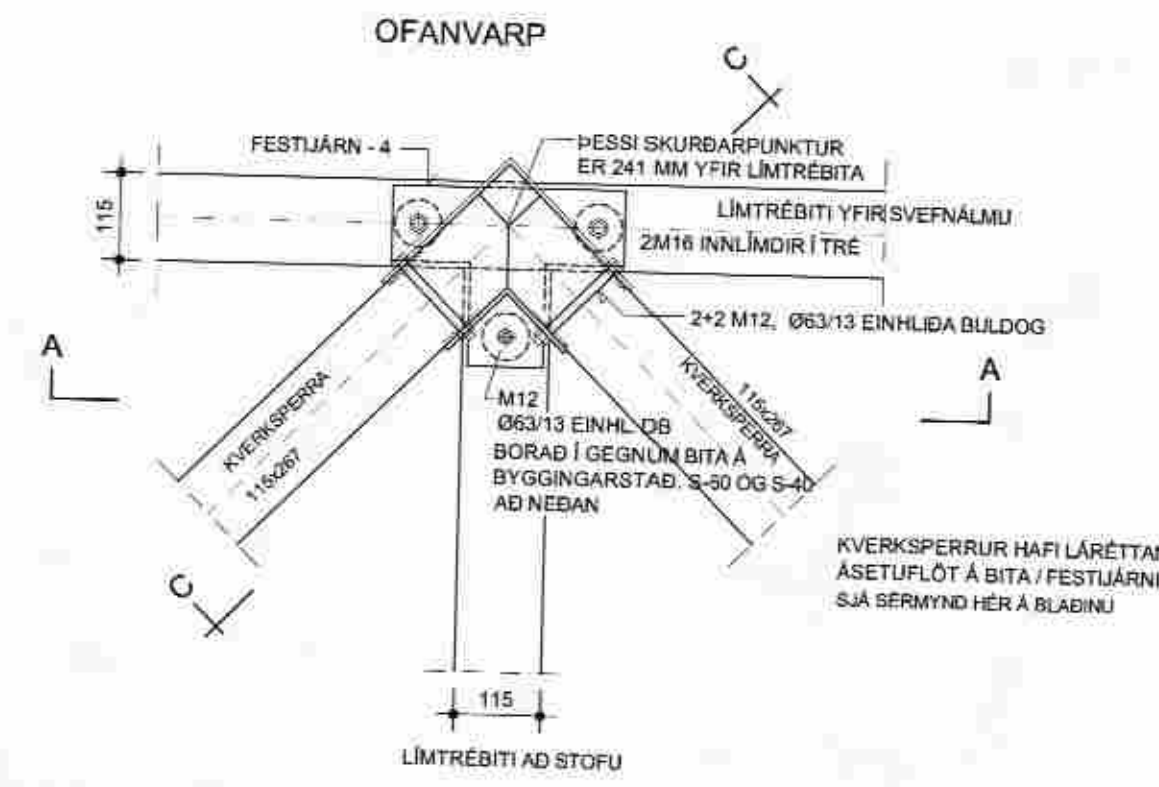 OFANVARP
C
FESTIJÁRN - 4
ÞESSI SKURÐARPUNKTUR
ER 241 MM YFIR LÍMTRÉBITA
115
LÍMTRÉBITI YFIR SVEFNÁLMU
2M16 INNLÍMDIR Í TRÉ
2+2 M12, Ø63/13 EINHLIÐA BULDOG
A
A
KVERKSPERRA
115x267
115x267
KVERKSPERRA
M12
Ø63/13 EINHL. DB
BORAÐ Í GEGNUM BITA Á
BYGGINGARSTAÐ. S-60 OG S-40
AÐ NEÐAN
KVERKSPERRUR HAFI LÁRÉTTAN
ÁSETUFLÖT Á BITA / FESTIJÁRNI
SJÁ SÉRMYND HÉR Á BLAÐINU
C
115
LÍMTRÉBITI AÐ STOFU